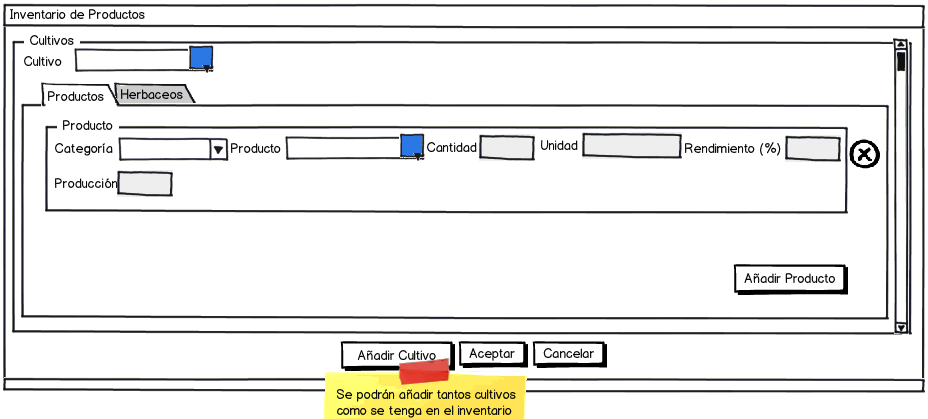 Inventario de Productos
Cultivos
Cultivo
Productos Herbaceos
Producto
Categoría Producto Cantidad Unidad Rendimiento (%)
Producción
Añadir Producto
Añadir Cultivo Aceptar Cancelar
Se podrán añadir tantos cultivos
como se tenga en el inventario